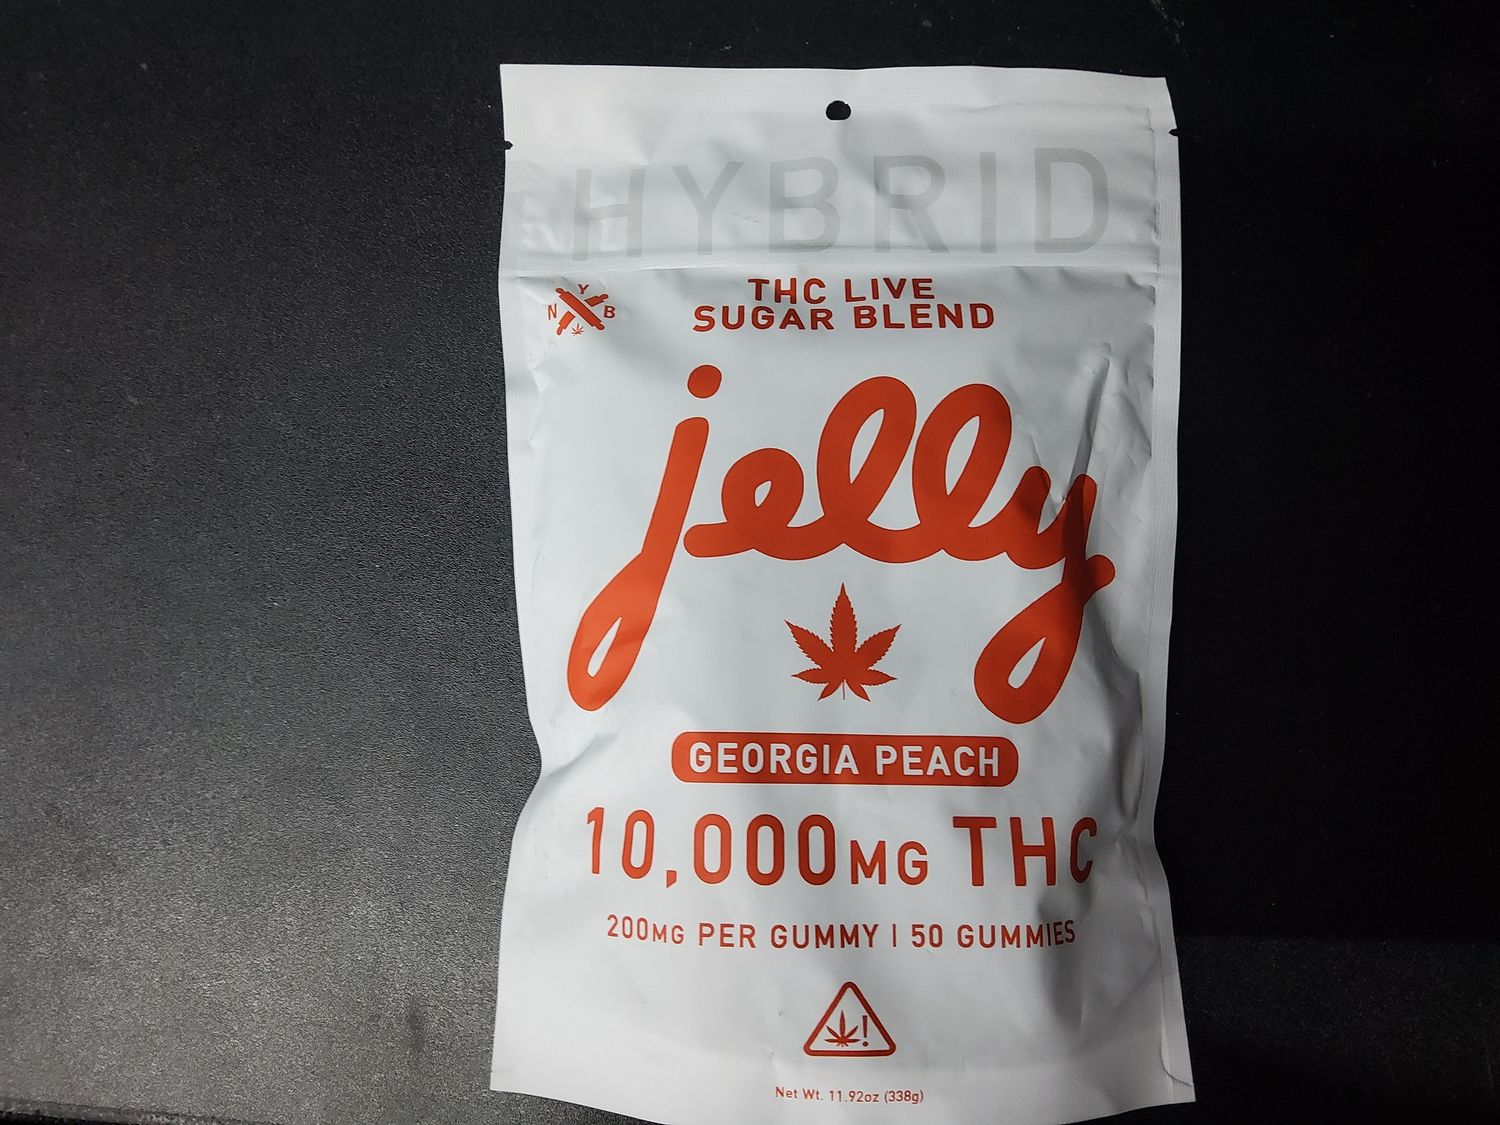 HYBRID
N Y B
THC LIVE
SUGAR BLEND
jelly
GEORGIA PEACH
10,000MG THC
200MG PER GUMMY | 50 GUMMIES
!
Net Wt. 11.92oz (338g)